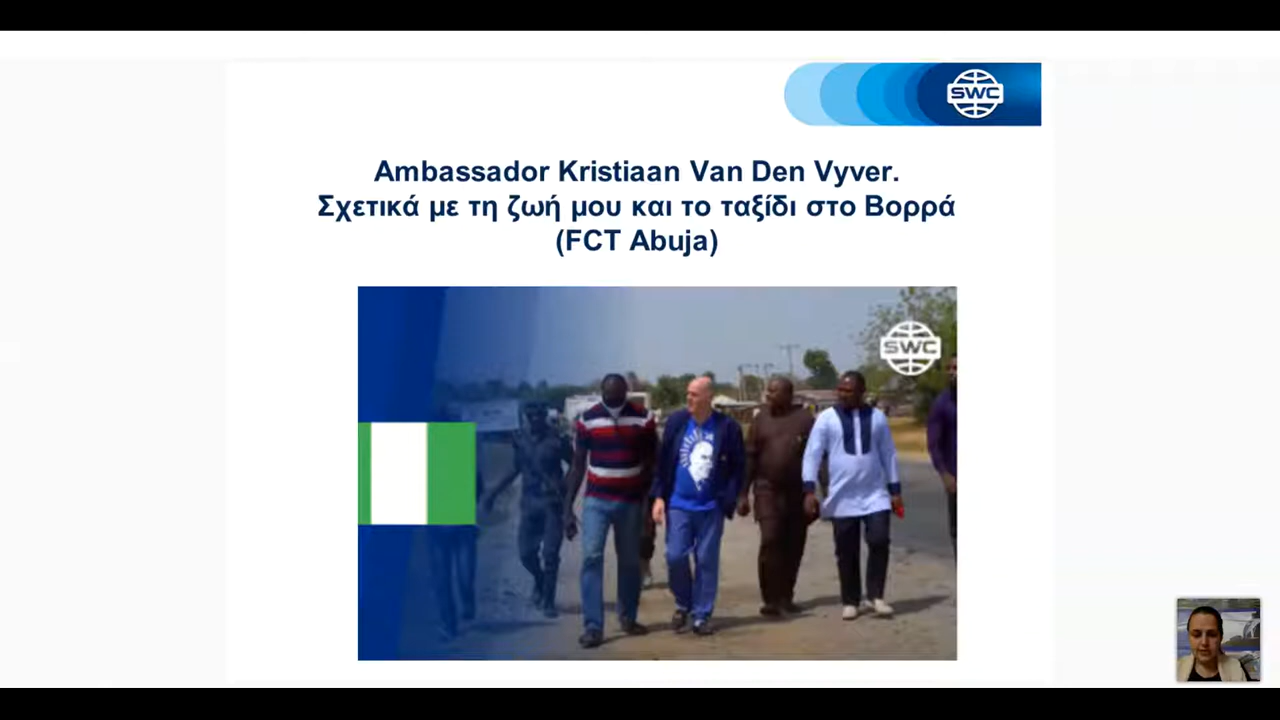 SWC
Ambassador Kristiaan Van Den Vyver.
Σχετικά με τη ζωή μου και το ταξίδι στο Βορρά
(FCT Abuja)
SWC